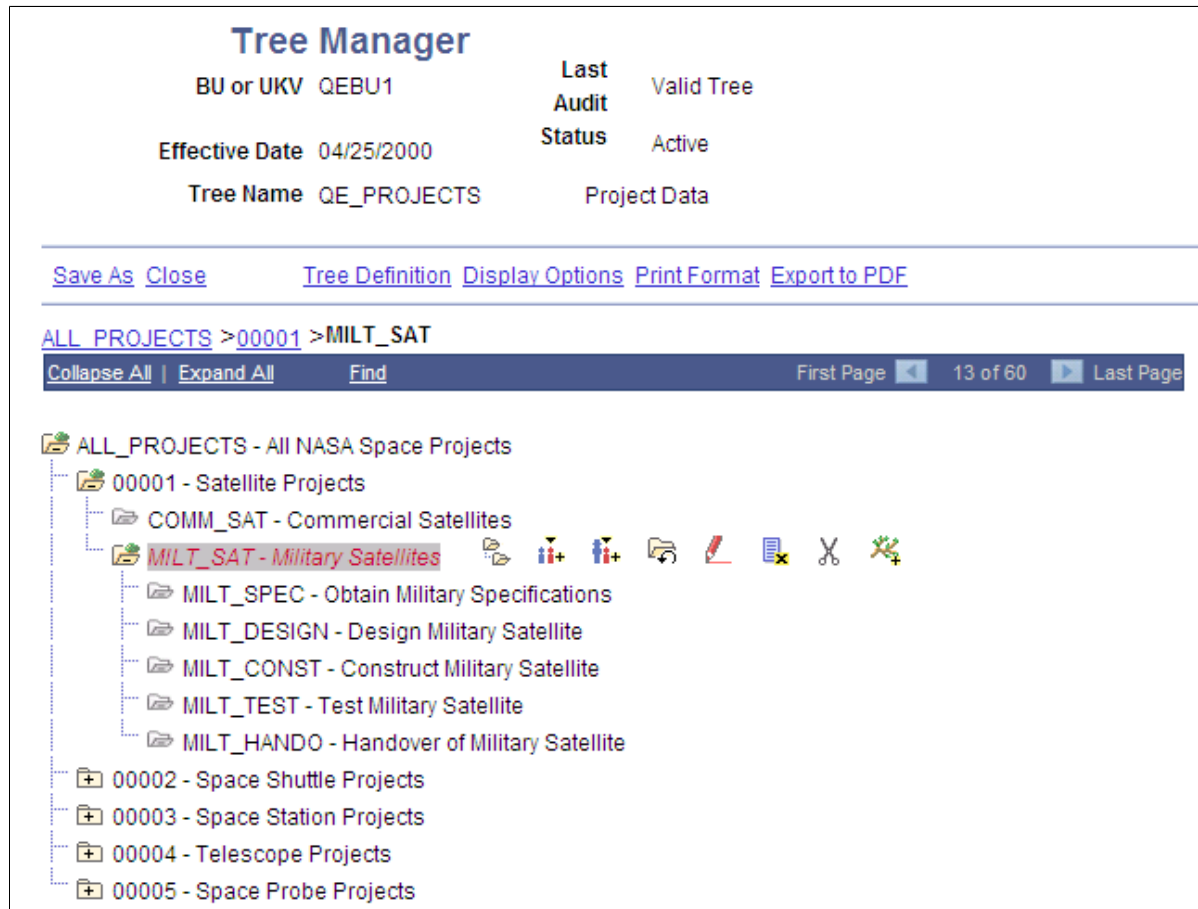 Tree Manager
BU or UKV QEBU1
Last Audit Valid Tree
Effective Date 04/25/2000
Status Active
Tree Name QE_PROJECTS Project Data
Save As Close Tree Definition Display Options Print Format Export to PDF
ALL_PROJECTS >00001 >MILT_SAT
Collapse All | Expand All Find First Page 13 of 60 Last Page
ALL_PROJECTS - All NASA Space Projects
00001 - Satellite Projects
COMM_SAT - Commercial Satellites
MILT_SAT - Military Satellites
MILT_SPEC - Obtain Military Specifications
MILT_DESIGN - Design Military Satellite
MILT_CONST - Construct Military Satellite
MILT_TEST - Test Military Satellite
MILT_HANDO - Handover of Military Satellite
00002 - Space Shuttle Projects
00003 - Space Station Projects
00004 - Telescope Projects
00005 - Space Probe Projects